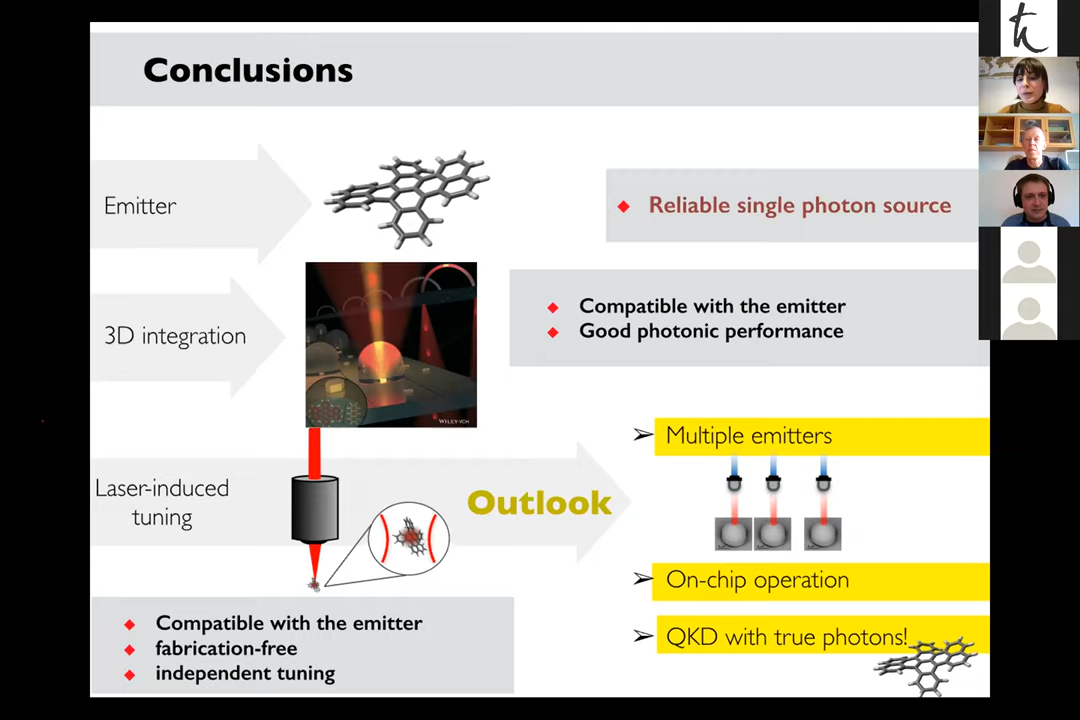 Conclusions
Emitter
◆ Reliable single photon source
3D integration
◆ Compatible with the emitter
◆ Good photonic performance
WILEY-VCH
Laser-induced
tuning
Outlook
➢ Multiple emitters
➢ On-chip operation
➢ QKD with true photons!
◆ Compatible with the emitter
◆ fabrication-free
◆ independent tuning